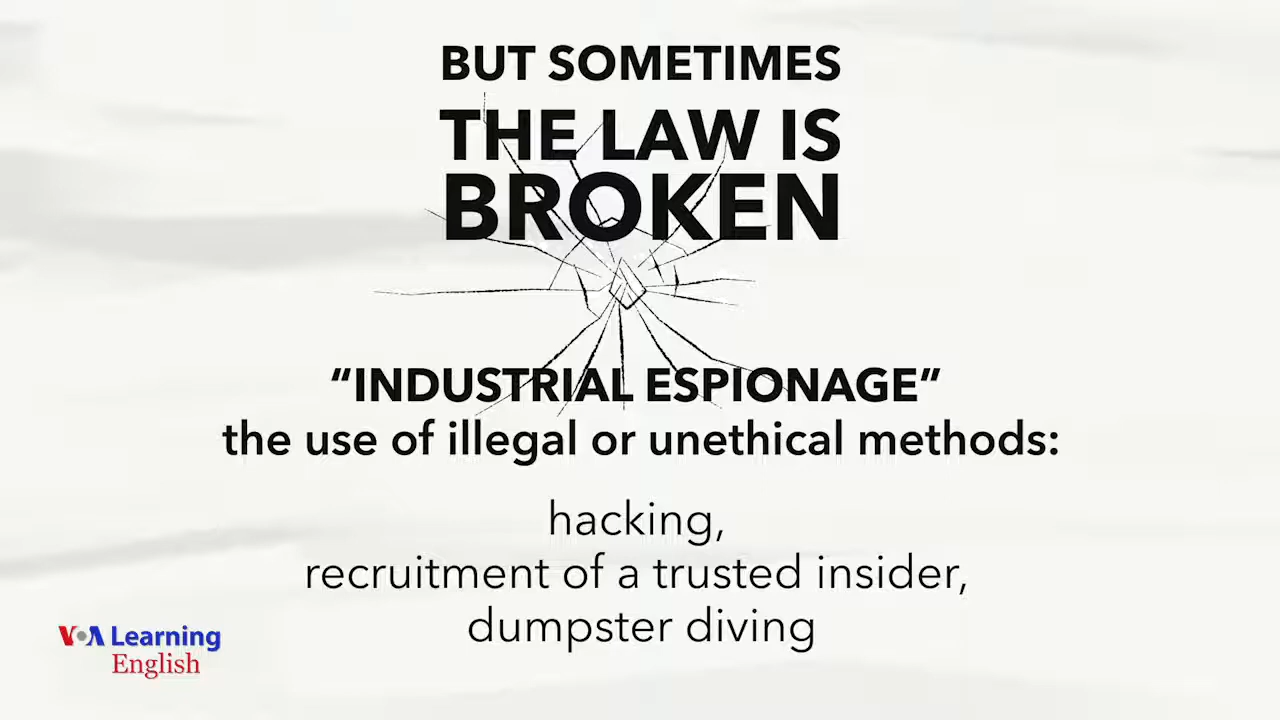 BUT SOMETIMES
THE LAW IS
BROKEN
“INDUSTRIAL ESPIONAGE”
the use of illegal or unethical methods:
hacking,
recruitment of a trusted insider,
dumpster diving
VOA Learning
English